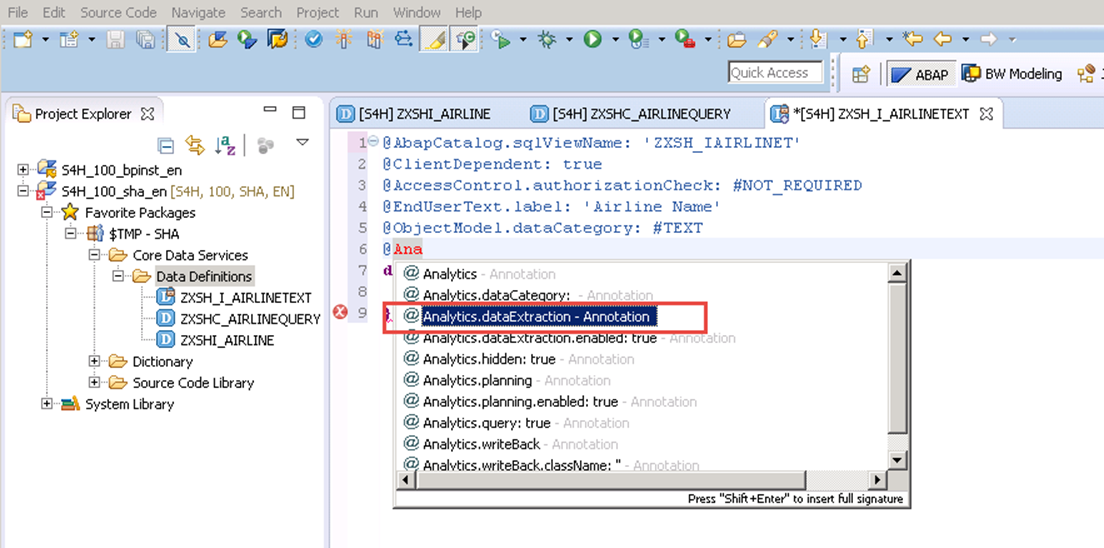 File Edit Source Code Navigate Search Project Run Window Help
Quick Access
ABAP
BW Modeling
Project Explorer
[S4H] ZXSHI_AIRLINE
[S4H] ZXSHC_AIRLINEQUERY
*[S4H] ZXSH_I_AIRLINETEXT
S4H_100_bpinst_en
S4H_100_sha_en [S4H, 100, SHA, EN]
Favorite Packages
$TMP - SHA
Core Data Services
Data Definitions
ZXSH_I_AIRLINETEXT
ZXSHC_AIRLINEQUERY
ZXSHI_AIRLINE
Dictionary
Source Code Library
System Library
1 @AbapCatalog.sqlViewName: 'ZXSH_IAIRLINET'
2 @ClientDependent: true
3 @AccessControl.authorizationCheck: #NOT_REQUIRED
4 @EndUserText.label: 'Airline Name'
5 @ObjectModel.dataCategory: #TEXT
6 @Ana
7 d
8
9 }
@ Analytics - Annotation
@ Analytics.dataCategory: - Annotation
@ Analytics.dataExtraction - Annotation
@ Analytics.dataExtraction.enabled: true - Annotation
@ Analytics.hidden: true - Annotation
@ Analytics.planning - Annotation
@ Analytics.planning.enabled: true - Annotation
@ Analytics.query: true - Annotation
@ Analytics.writeBack - Annotation
@ Analytics.writeBack.className: '' - Annotation
Press "Shift+Enter" to insert full signature